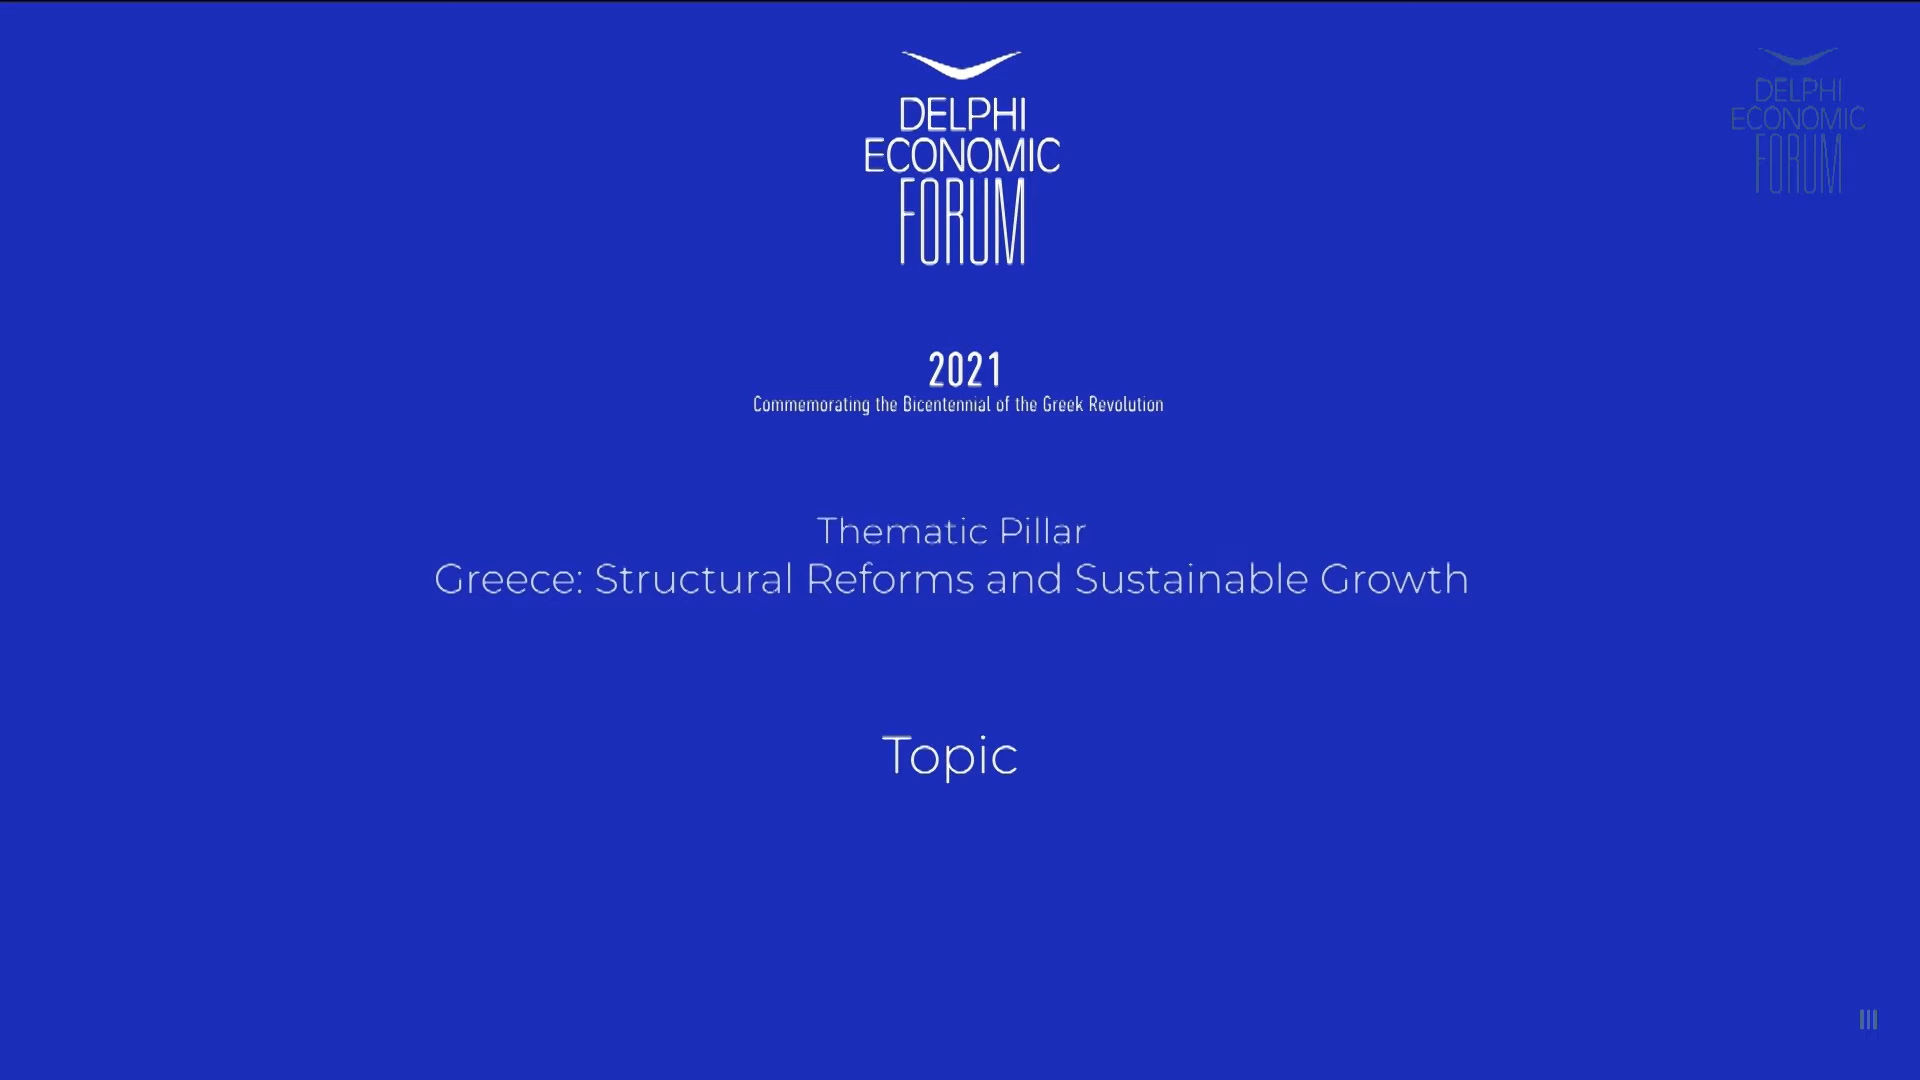 DELPHI
ECONOMIC
FORUM
DELPHI
ECONOMIC
FORUM
2021
Commemorating the Bicentennial of the Greek Revolution
Thematic Pillar
Greece: Structural Reforms and Sustainable Growth
Topic